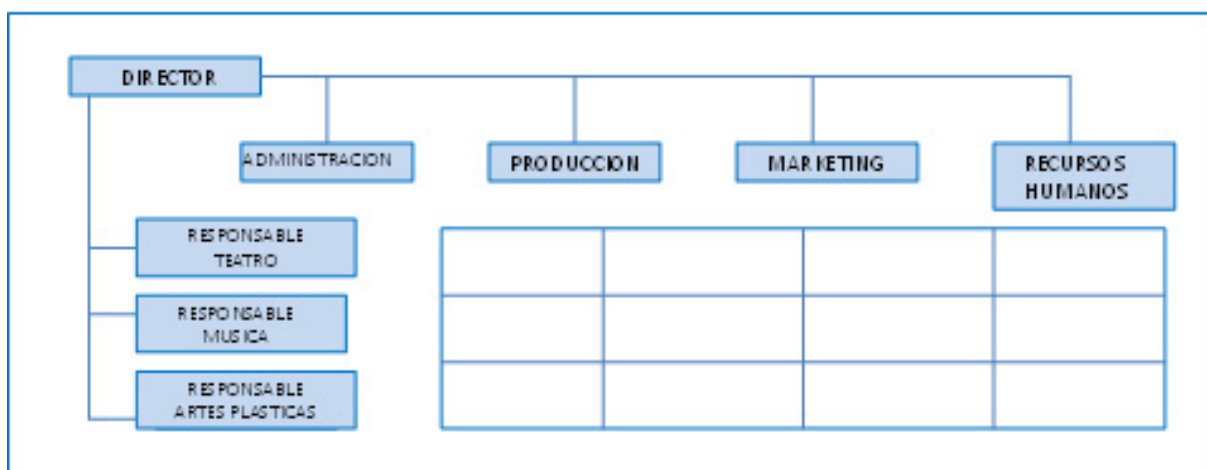 DIRECTOR
ADMINISTRACION
PRODUCCION
MARKETING
RECURSOS
HUMANOS
RESPONSABLE
TEATRO
RESPONSABLE
MUSICA
RESPONSABLE
ARTES PLASTICAS